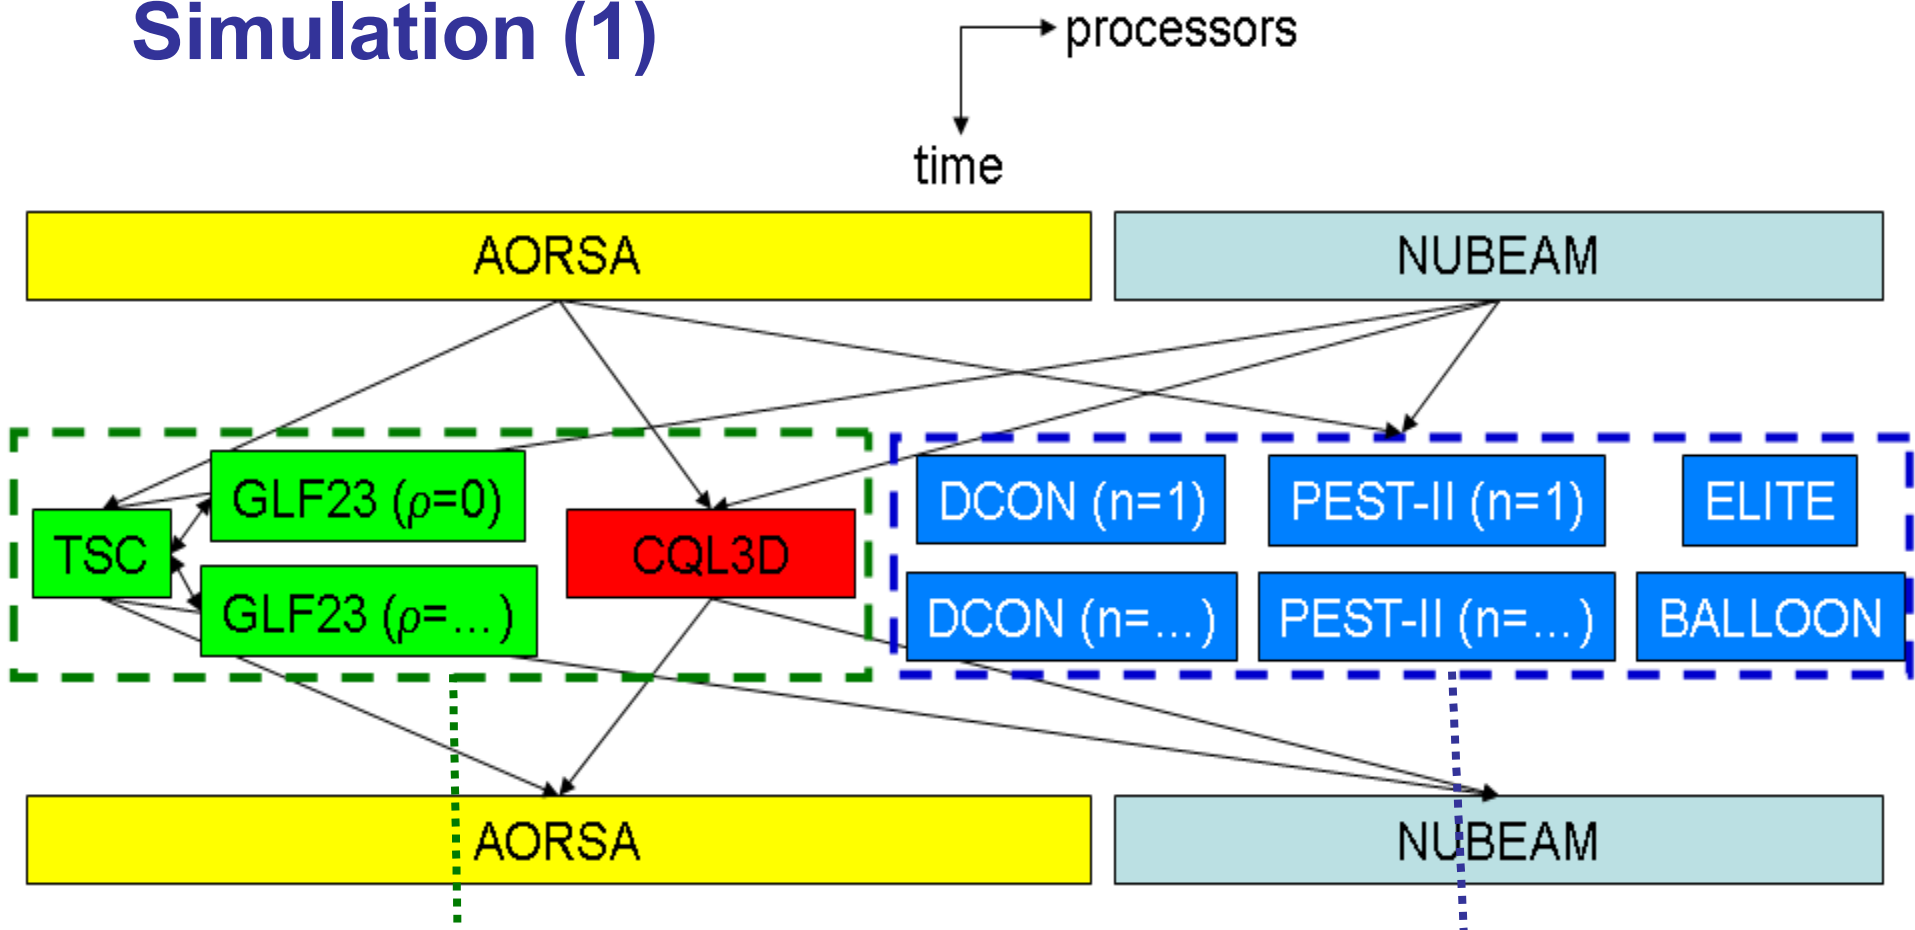 Simulation (1)
processors
time
AORSA
NUBEAM
GLF23 (ρ=0)
DCON (n=1)
PEST-II (n=1)
ELITE
TSC
CQL3D
GLF23 (ρ=...)
DCON (n=...)
PEST-II (n=...)
BALLOON
AORSA
NUBEAM